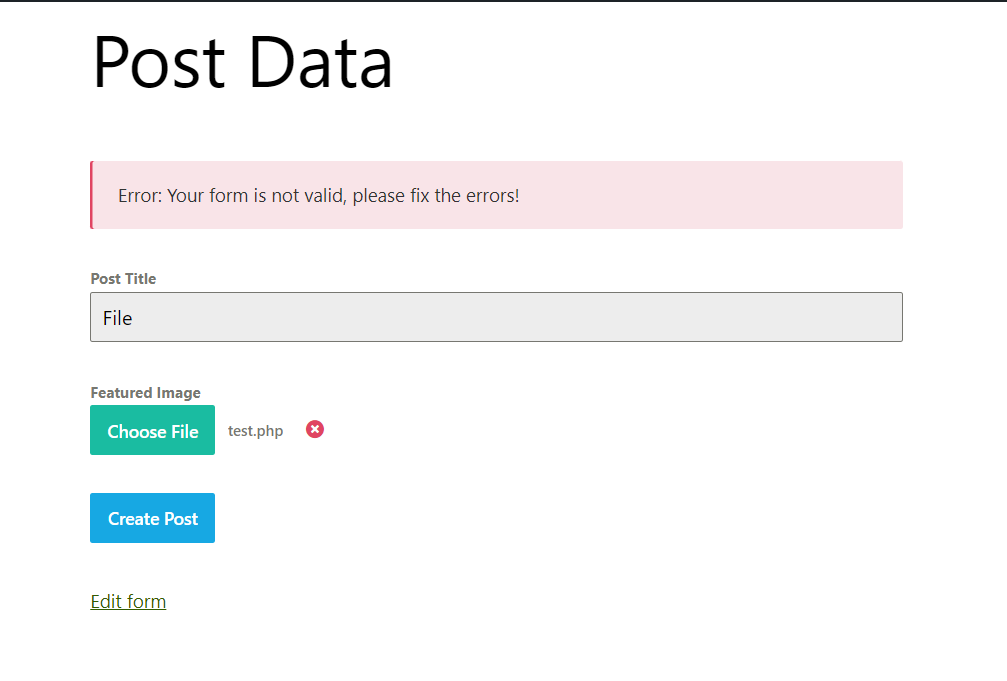 Post Data
Error: Your form is not valid, please fix the errors!
Post Title
File
Featured Image
Choose File test.php
Create Post
Edit form